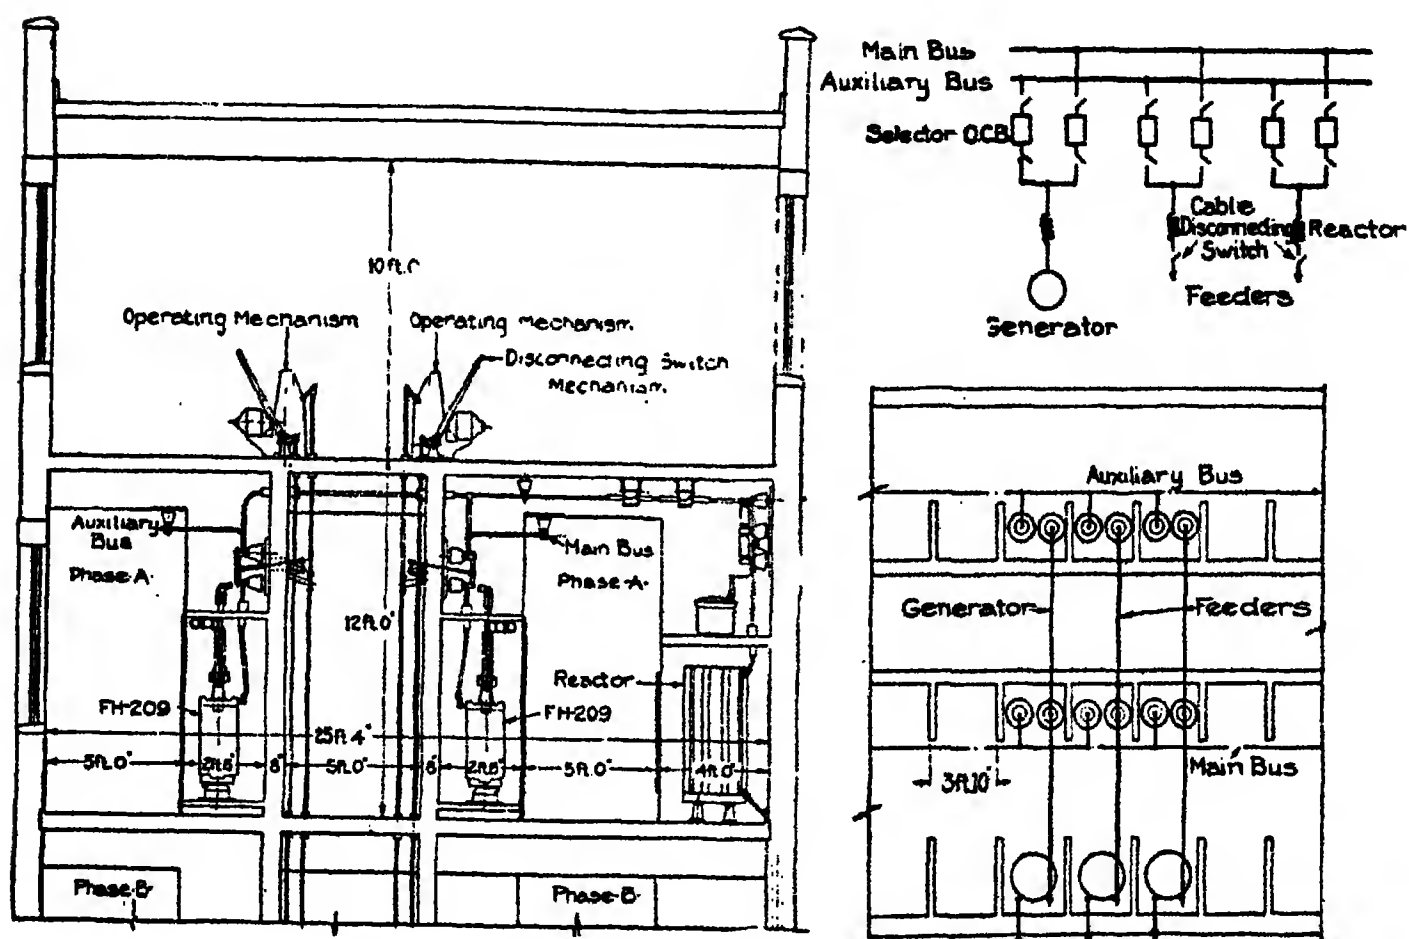 Main Bus
Auxiliary Bus
Selector O.C.B.
Cable
Disconnecting
Switch
Reactor
Feeders
Generator
10 ft.
Operating Mechanism
Operating Mechanism
Disconnecting Switch
Mechanism
Auxiliary
Bus
Phase-A
Main Bus
Phase-A
12 ft. 0"
Reactor
FH-209
FH-209
25 ft. 4"
5 ft. 0"
2 ft. 8"
8"
5 ft. 0"
2 ft. 8"
5 ft. 0"
4 ft. 0"
Phase-B
Phase-B
Auxiliary Bus
Generator
Feeders
Main Bus
3 ft. 10"